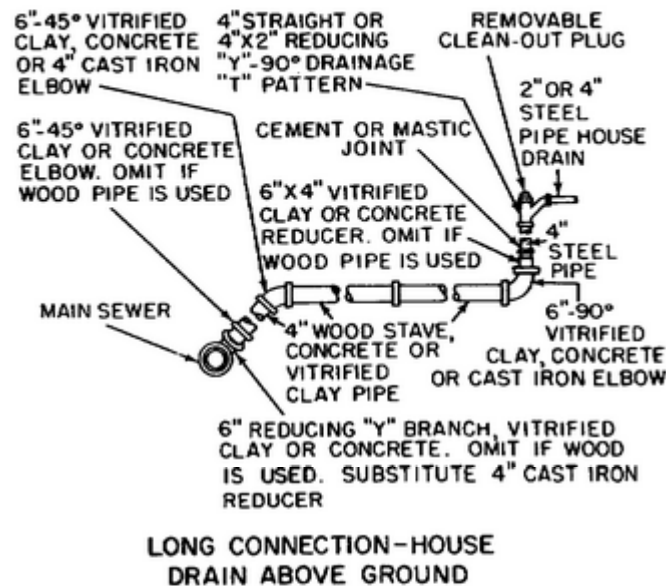 6"-45° VITRIFIED
CLAY, CONCRETE
OR 4" CAST IRON
ELBOW
4" STRAIGHT OR
4"X2" REDUCING
"Y"-90° DRAINAGE
"T" PATTERN
REMOVABLE
CLEAN-OUT PLUG
2" OR 4"
STEEL
PIPE HOUSE
DRAIN
6"-45° VITRIFIED
CLAY OR CONCRETE
ELBOW. OMIT IF
WOOD PIPE IS USED
CEMENT OR MASTIC
JOINT
6"X4" VITRIFIED
CLAY OR CONCRETE
REDUCER. OMIT IF
WOOD PIPE IS USED
4"
STEEL
PIPE
MAIN SEWER
4" WOOD STAVE,
CONCRETE OR
VITRIFIED
CLAY PIPE
6"-90°
VITRIFIED
CLAY, CONCRETE
OR CAST IRON ELBOW
6" REDUCING "Y" BRANCH, VITRIFIED
CLAY OR CONCRETE. OMIT IF WOOD
IS USED. SUBSTITUTE 4" CAST IRON
REDUCER
LONG CONNECTION-HOUSE
DRAIN ABOVE GROUND